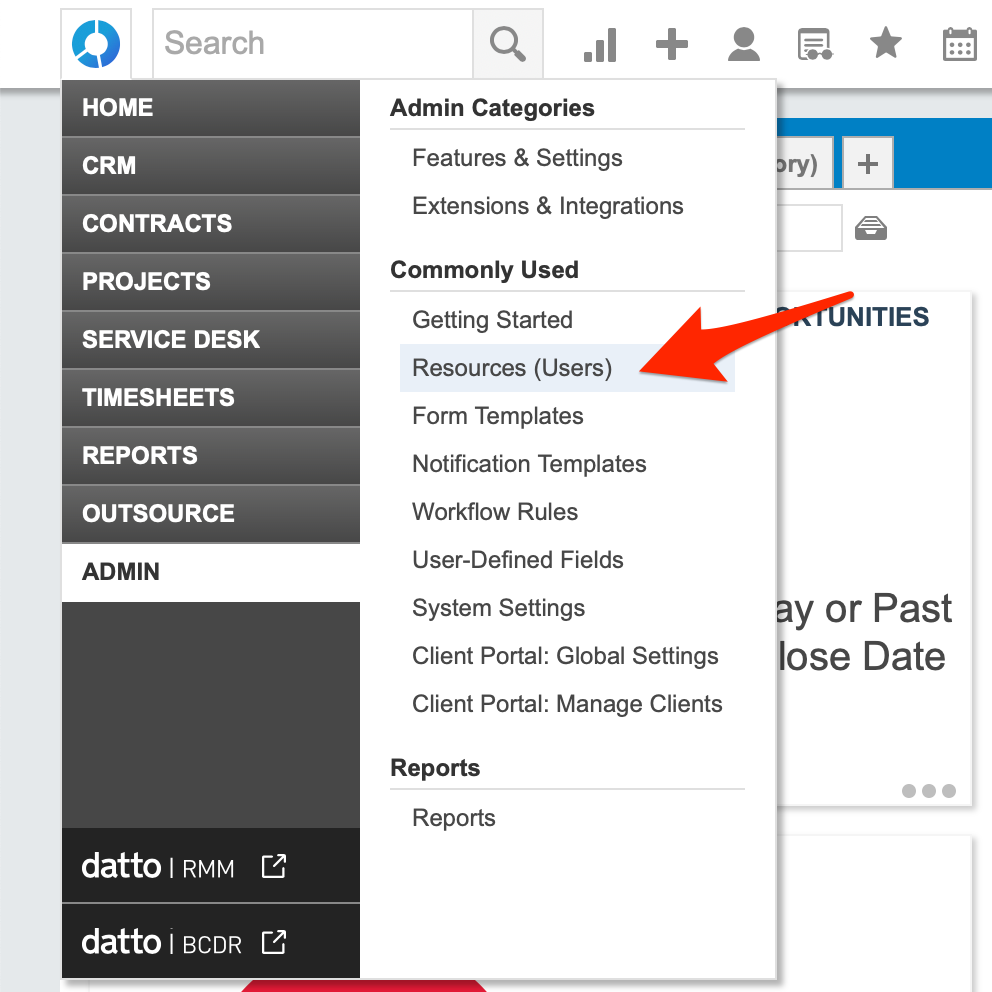 Search
HOME
CRM
CONTRACTS
PROJECTS
SERVICE DESK
TIMESHEETS
REPORTS
OUTSOURCE
ADMIN
datto | RMM
datto | BCDR
Admin Categories
Features & Settings
Extensions & Integrations
Commonly Used
Getting Started
Resources (Users)
Form Templates
Notification Templates
Workflow Rules
User-Defined Fields
System Settings
Client Portal: Global Settings
Client Portal: Manage Clients
Reports
Reports
ory)
RTUNITIES
ay or Past
lose Date